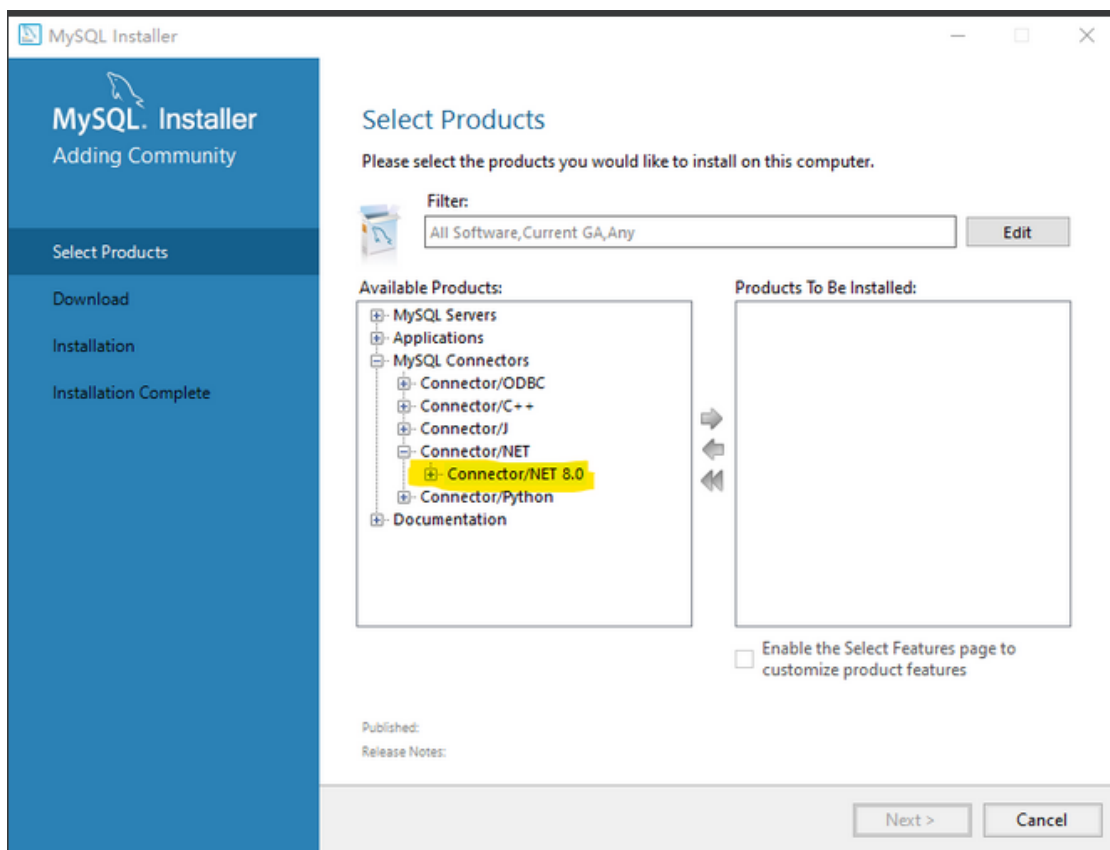 MySQL Installer
MySQL. Installer
Adding Community
Select Products
Download
Installation
Installation Complete
Select Products
Please select the products you would like to install on this computer.
Filter:
All Software,Current GA,Any
Edit
Available Products:
MySQL Servers
Applications
MySQL Connectors
Connector/ODBC
Connector/C++
Connector/J
Connector/NET
Connector/NET 8.0
Connector/Python
Documentation
Products To Be Installed:
Enable the Select Features page to
customize product features
Published:
Release Notes:
Next >
Cancel